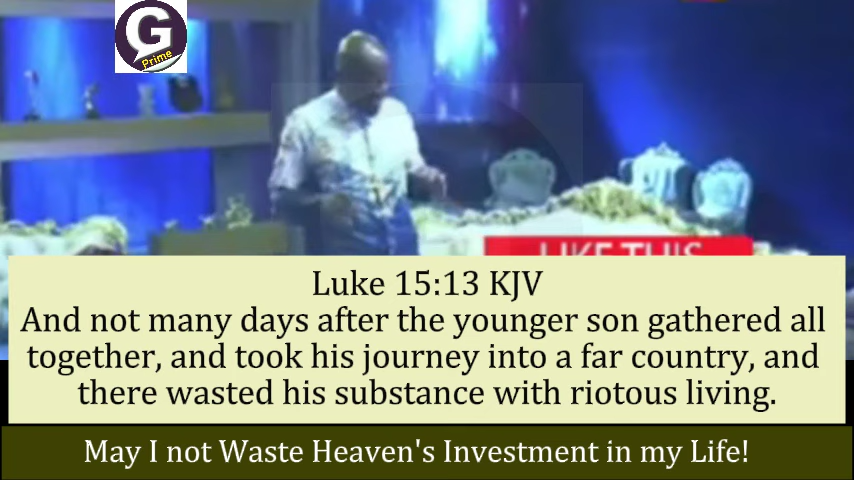 G
Prime
LIKE THIS
Luke 15:13 KJV
And not many days after the younger son gathered all
together, and took his journey into a far country, and
there wasted his substance with riotous living.
May I not Waste Heaven's Investment in my Life!